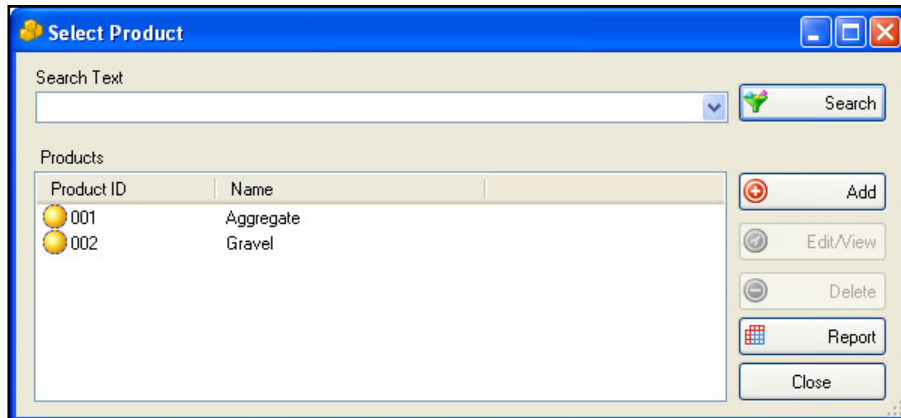 Select Product
Search Text
Search
Products
Product ID Name
001 Aggregate
002 Gravel
Add
Edit/View
Delete
Report
Close